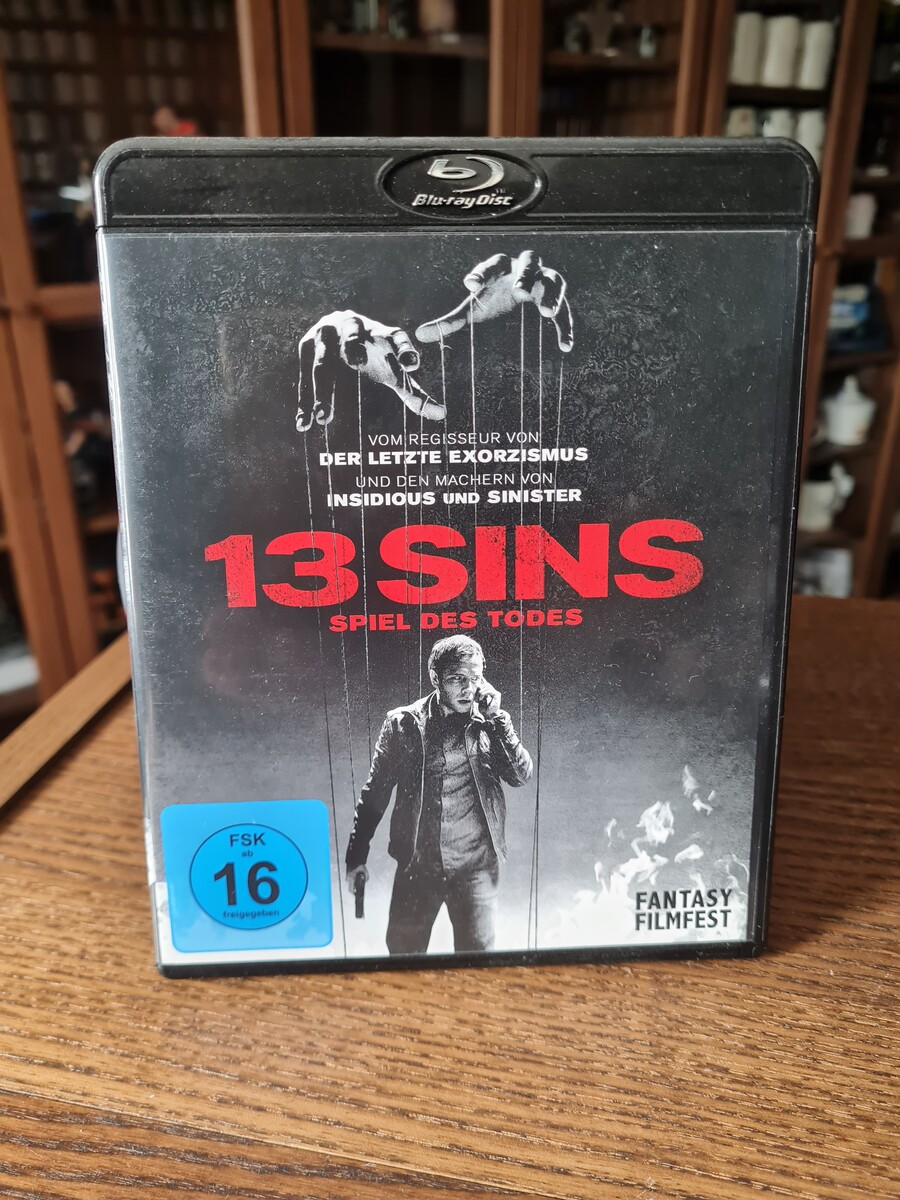 Blu-ray Disc
VOM REGISSEUR VON
DER LETZTE EXORZISMUS
UND DEN MACHERN VON
INSIDIOUS UND SINISTER
13 SINS
SPIEL DES TODES
FSK
ab
16
freigegeben
FANTASY
FILMFEST